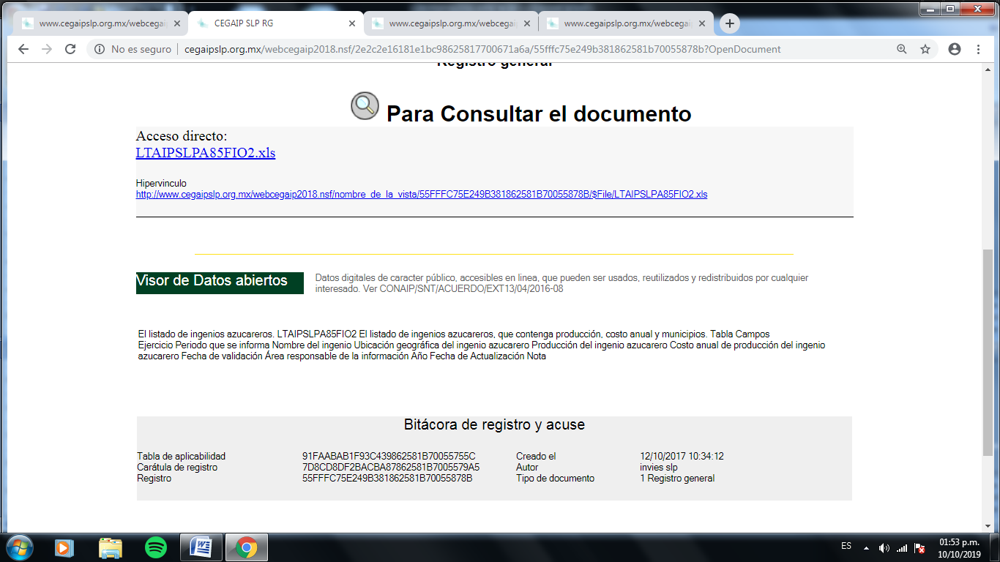 www.cegaipslp.org.mx/webcegaip
CEGAIP SLP RG
www.cegaipslp.org.mx/webcegai
www.cegaipslp.org.mx/webcegai
No es seguro
cegaipslp.org.mx/webcegaip2018.nsf/2e2c2e16181e1bc98625817700671a6a/55fffc75e249b381862581b70055878b?OpenDocument
Registro general
Para Consultar el documento
Acceso directo:
LTAIPSLPA85FIO2.xls
Hipervinculo
http://www.cegaipslp.org.mx/webcegaip2018.nsf/nombre_de_la_vista/55FFFC75E249B381862581B70055878B/$File/LTAIPSLPA85FIO2.xls
Visor de Datos abiertos
Datos digitales de caracter público, accesibles en linea, que pueden ser usados, reutilizados y redistribuidos por cualquier
interesado. Ver CONAIP/SNT/ACUERDO/EXT13/04/2016-08
El listado de ingenios azucareros. LTAIPSLPA85FIO2 El listado de ingenios azucareros, que contenga producción, costo anual y municipios. Tabla Campos
Ejercicio Periodo que se informa Nombre del ingenio Ubicación geográfica del ingenio azucarero Producción del ingenio azucarero Costo anual de producción del ingenio
azucarero Fecha de validación Área responsable de la información Año Fecha de Actualización Nota
Bitácora de registro y acuse
Tabla de aplicabilidad 91FAABAB1F93C439862581B70055755C Creado el 12/10/2017 10:34:12
Carátula de registro 7D8CD8DF2BACBA87862581B7005579A5 Autor invies slp
Registro 55FFFC75E249B381862581B70055878B Tipo de documento 1 Registro general
ES
01:53 p.m.
10/10/2019